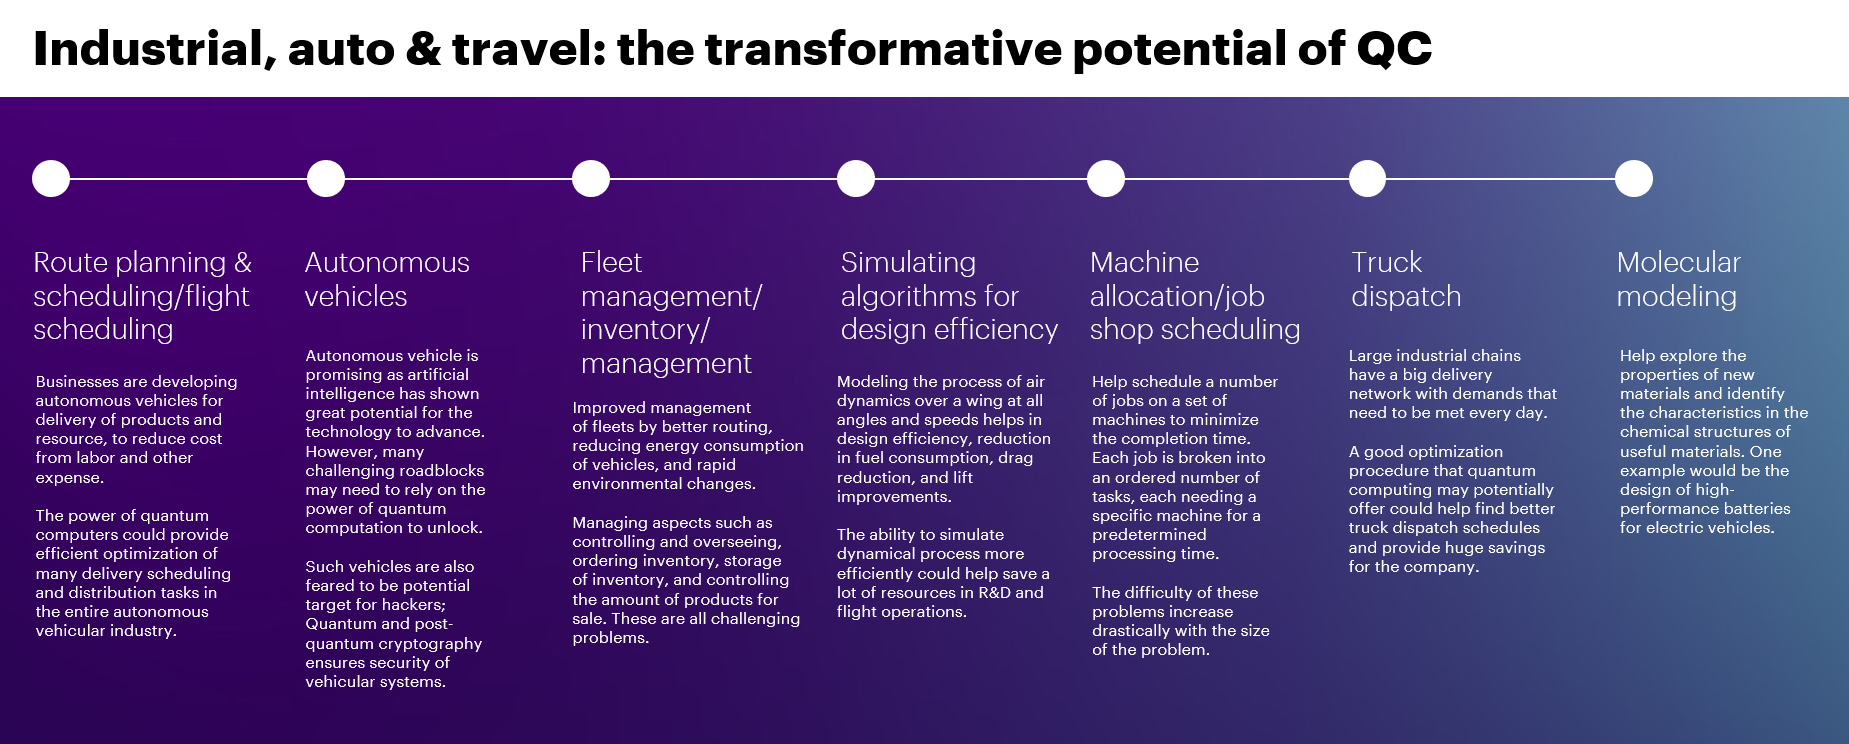 Industrial, auto & travel: the transformative potential of QC
Route planning &
scheduling/flight
scheduling
Businesses are developing
autonomous vehicles for
delivery of products and
resource, to reduce cost
from labor and other
expense.
The power of quantum
computers could provide
efficient optimization of
many delivery scheduling
and distribution tasks in
the entire autonomous
vehicular industry.
Autonomous
vehicles
Autonomous vehicle is
promising as artificial
intelligence has shown
great potential for the
technology to advance.
However, many
challenging roadblocks
may need to rely on the
power of quantum
computation to unlock.
Such vehicles are also
feared to be potential
target for hackers;
Quantum and post-
quantum cryptography
ensures security of
vehicular systems.
Fleet
management/
inventory/
management
Improved management
of fleets by better routing,
reducing energy consumption
of vehicles, and rapid
environmental changes.
Managing aspects such as
controlling and overseeing,
ordering inventory, storage
of inventory, and controlling
the amount of products for
sale. These are all challenging
problems.
Simulating
algorithms for
design efficiency
Modeling the process of air
dynamics over a wing at all
angles and speeds helps in
design efficiency, reduction
in fuel consumption, drag
reduction, and lift
improvements.
The ability to simulate
dynamical process more
efficiently could help save a
lot of resources in R&D and
flight operations.
Machine
allocation/job
shop scheduling
Help schedule a number
of jobs on a set of
machines to minimize
the completion time.
Each job is broken into
an ordered number of
tasks, each needing a
specific machine for a
predetermined
processing time.
The difficulty of these
problems increase
drastically with the size
of the problem.
Truck
dispatch
Large industrial chains
have a big delivery
network with demands that
need to be met every day.
A good optimization
procedure that quantum
computing may potentially
offer could help find better
truck dispatch schedules
and provide huge savings
for the company.
Molecular
modeling
Help explore the
properties of new
materials and identify
the characteristics in the
chemical structures of
useful materials. One
example would be the
design of high-
performance batteries
for electric vehicles.